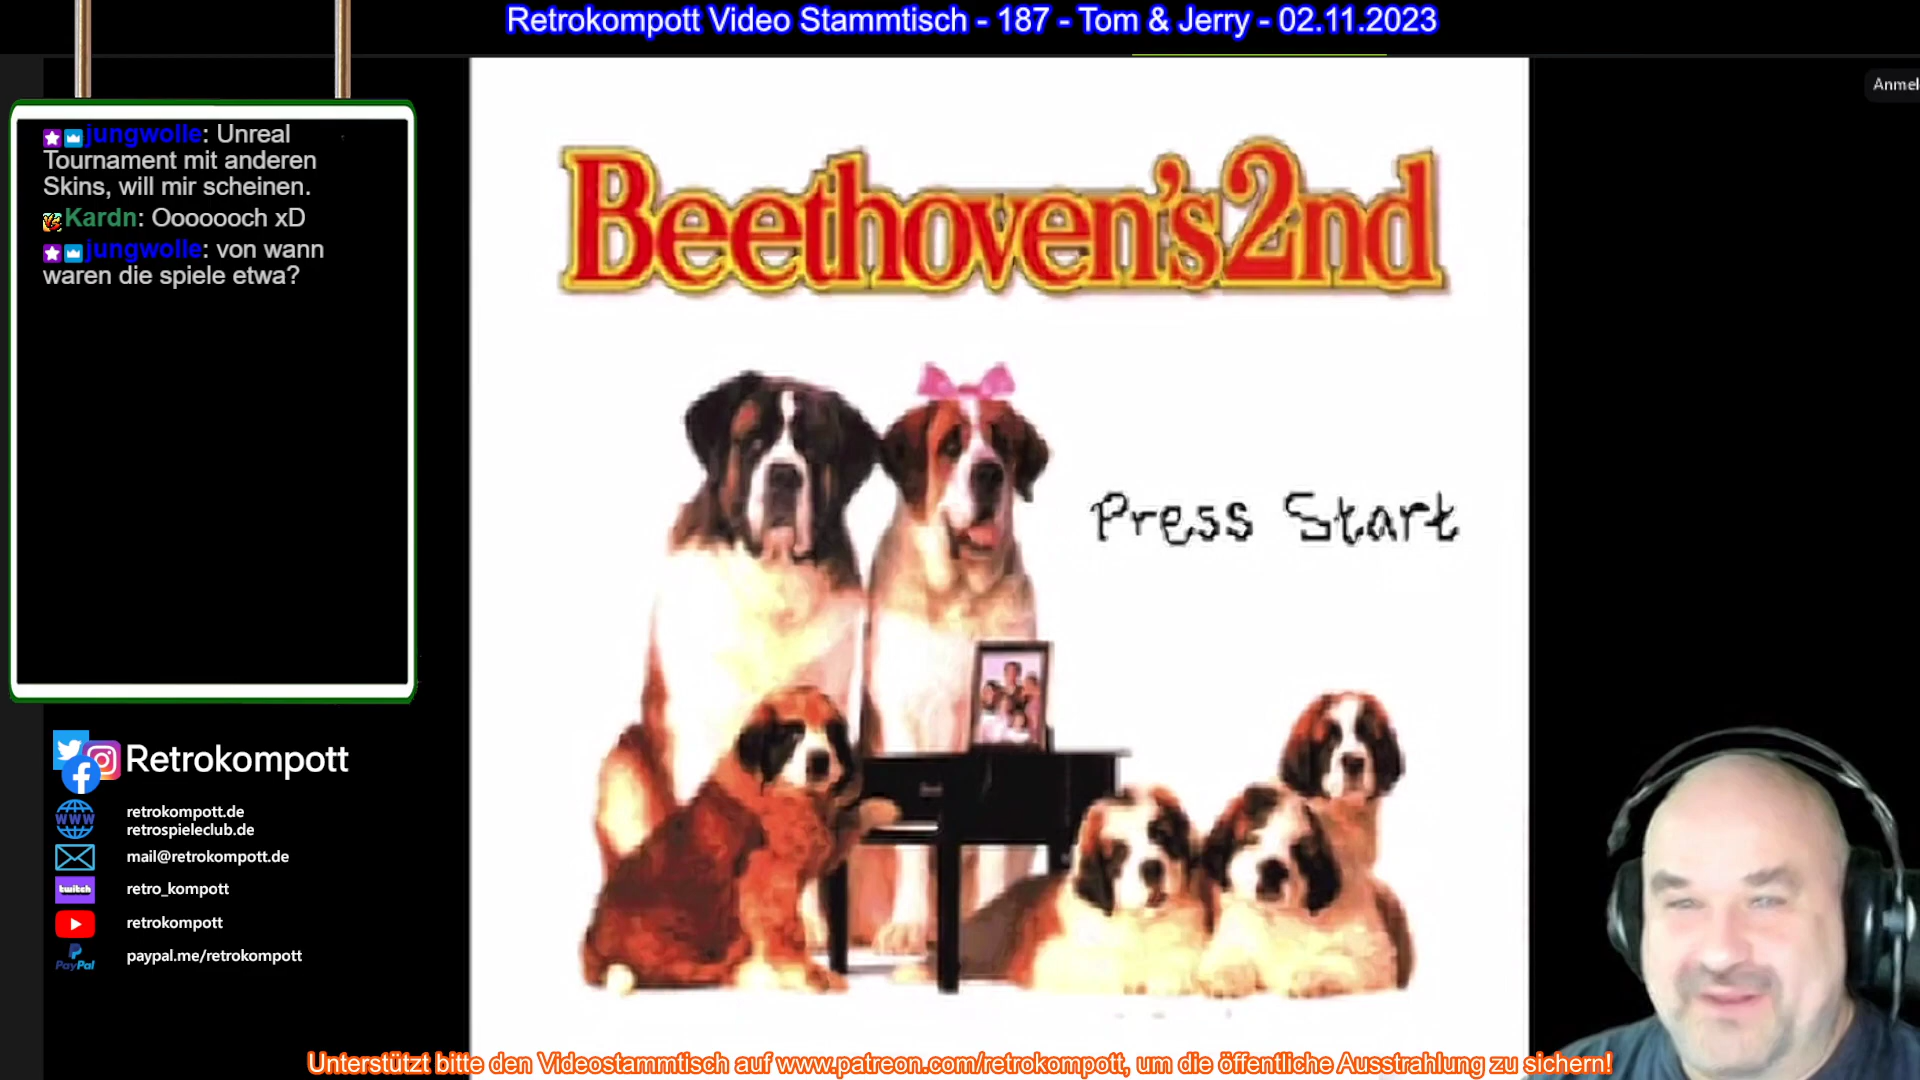 Retrokompott Video Stammtisch - 187 - Tom & Jerry - 02.11.2023
Anmel
jungwolle: Unreal
Tournament mit anderen
Skins, will mir scheinen.
Kardn: Ooooooch xD
jungwolle: von wann
waren die spiele etwa?
Beethoven's 2nd
Press Start
Retrokompott
WWW
retrokompott.de
retrospieleclub.de
mail@retrokompott.de
twitch
retro_kompott
retrokompott
PayPal
paypal.me/retrokompott
Unterstützt bitte den Videostammtisch auf www.patreon.com/retrokompott, um die öffentliche Ausstrahlung zu sichern!